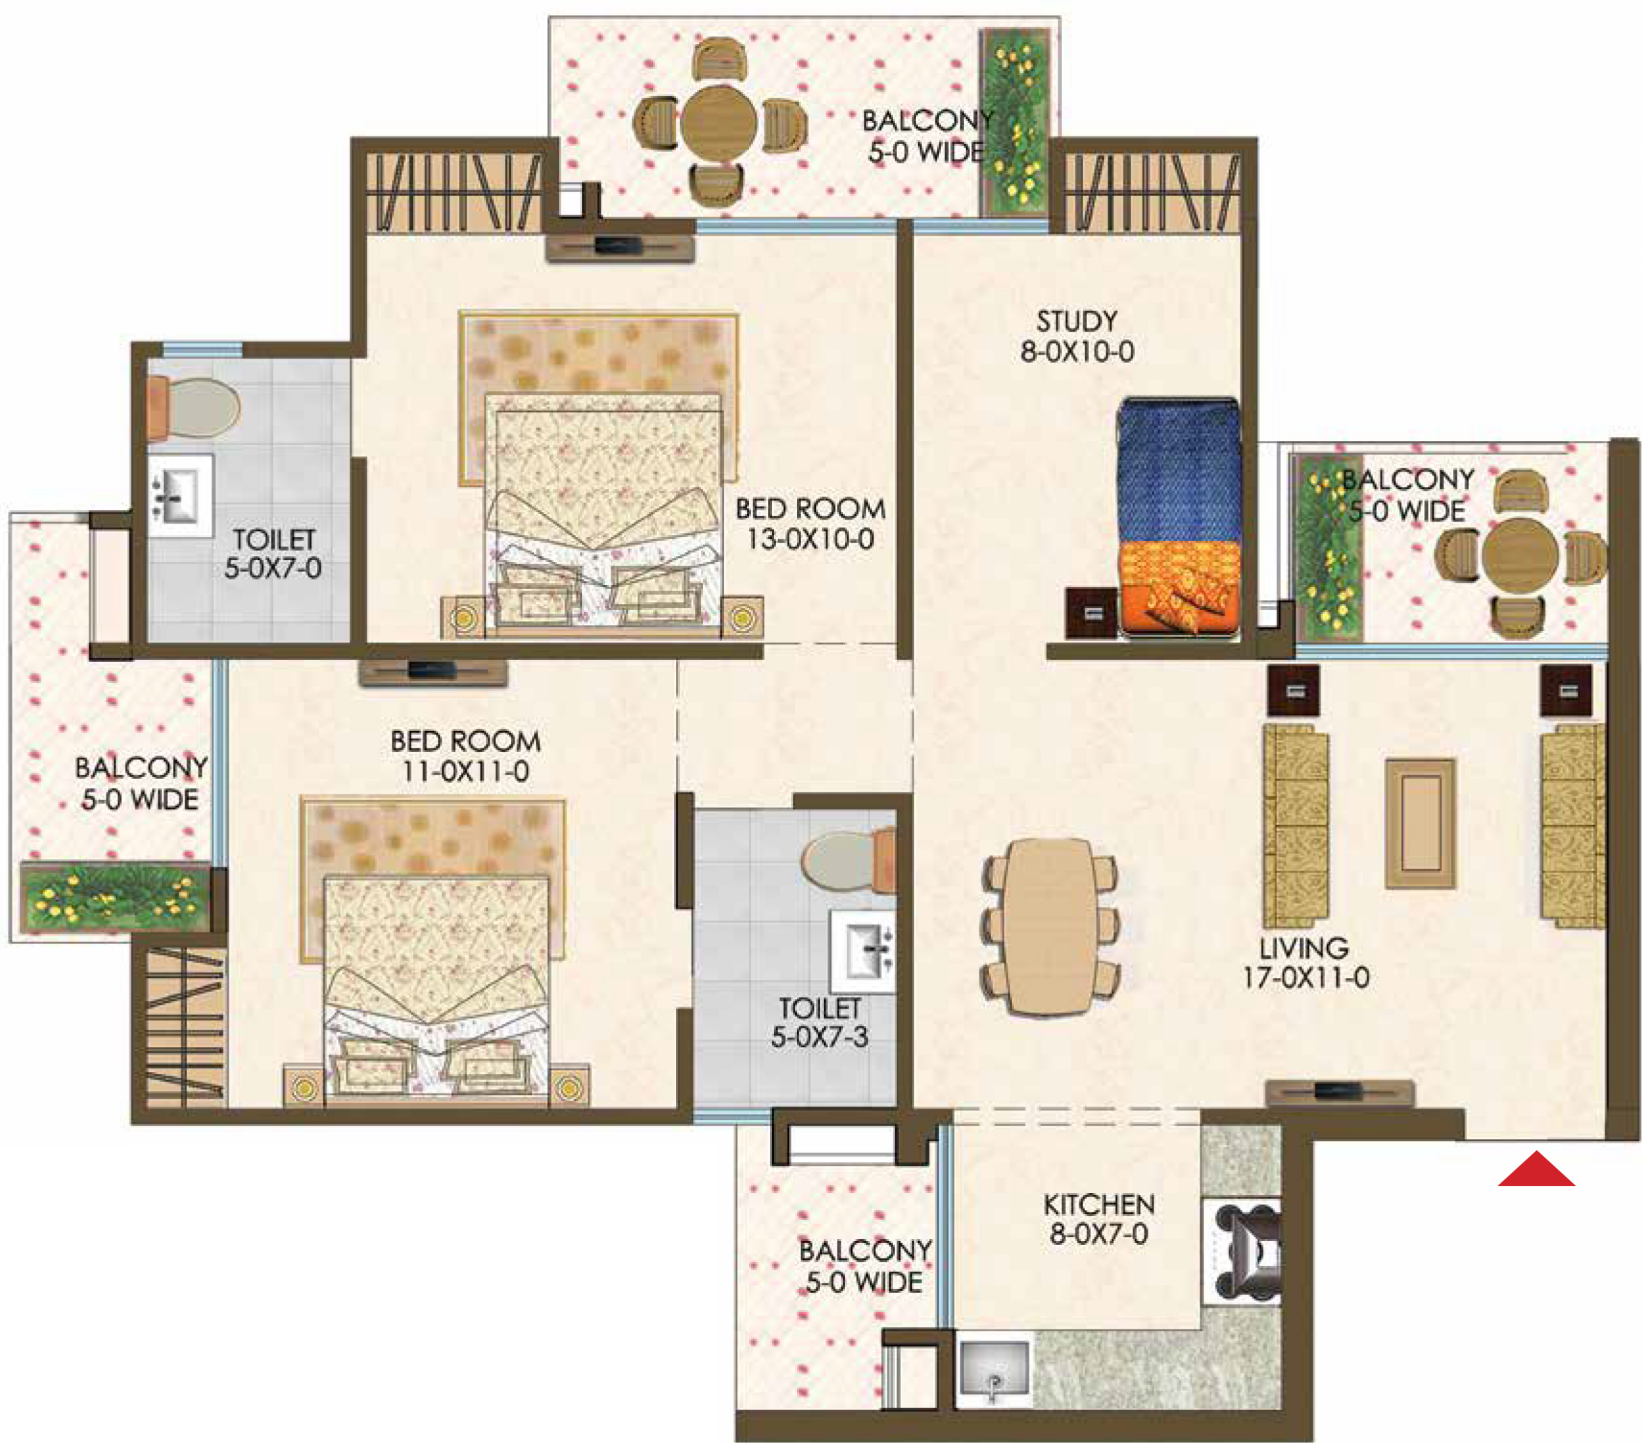 BALCONY
5-0 WIDE
STUDY
8-0X10-0
BALCONY
5-0 WIDE
BED ROOM
13-0X10-0
TOILET
5-0X7-0
BED ROOM
11-0X11-0
BALCONY
5-0 WIDE
LIVING
17-0X11-0
TOILET
5-0X7-3
KITCHEN
8-0X7-0
BALCONY
5-0 WIDE